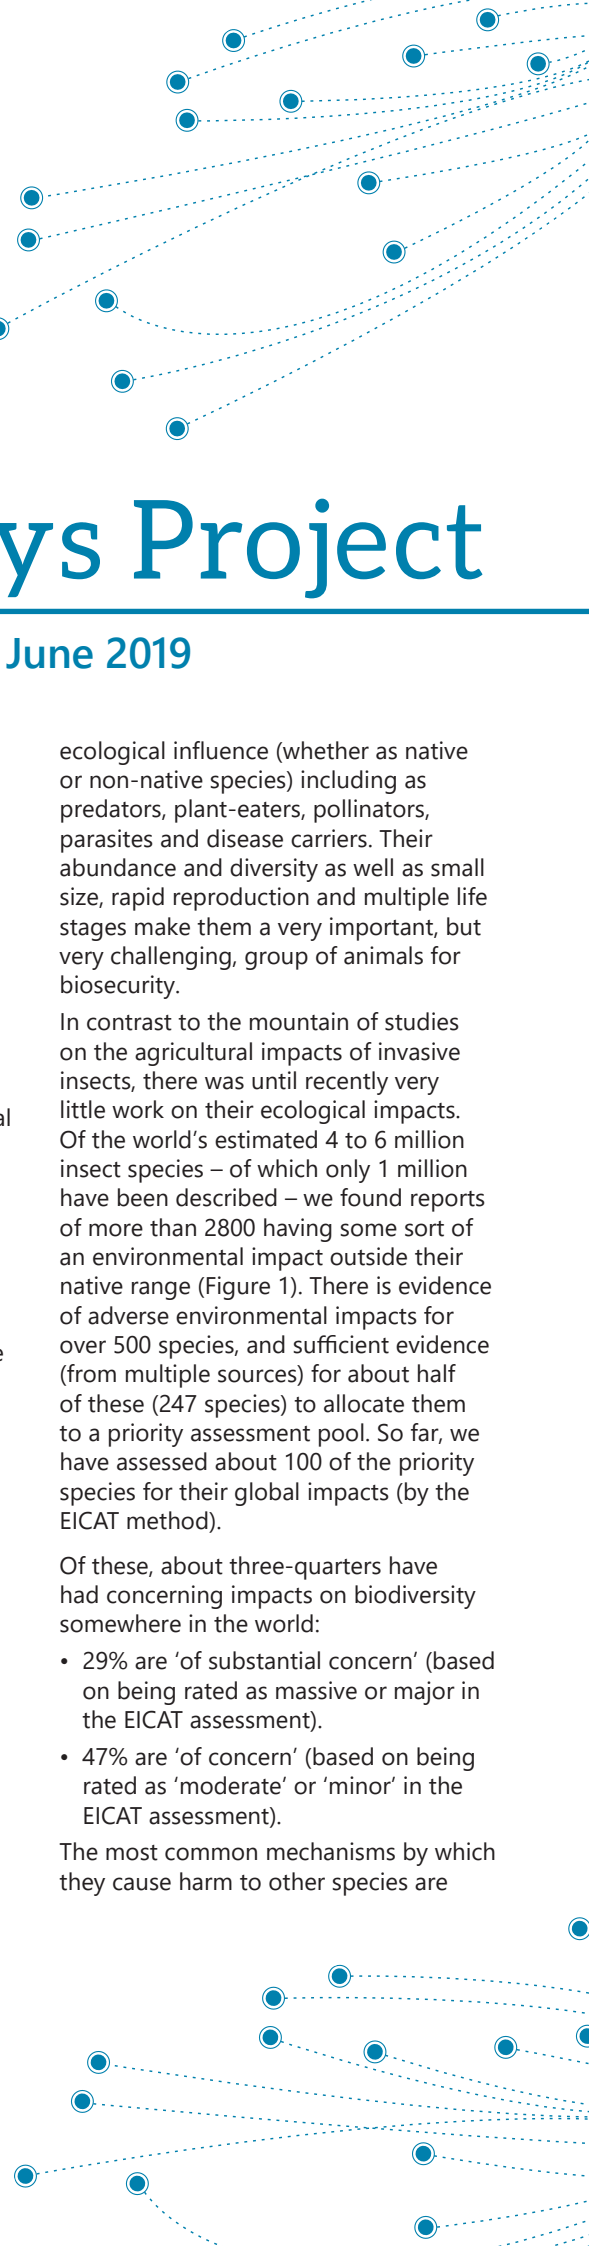 ys Project
June 2019
ecological influence (whether as native
or non-native species) including as
predators, plant-eaters, pollinators,
parasites and disease carriers. Their
abundance and diversity as well as small
size, rapid reproduction and multiple life
stages make them a very important, but
very challenging, group of animals for
biosecurity.
In contrast to the mountain of studies
on the agricultural impacts of invasive
insects, there was until recently very
little work on their ecological impacts.
Of the world's estimated 4 to 6 million
insect species – of which only 1 million
have been described – we found reports
of more than 2800 having some sort of
an environmental impact outside their
native range (Figure 1). There is evidence
of adverse environmental impacts for
over 500 species, and sufficient evidence
(from multiple sources) for about half
of these (247 species) to allocate them
to a priority assessment pool. So far, we
have assessed about 100 of the priority
species for their global impacts (by the
EICAT method).
Of these, about three-quarters have
had concerning impacts on biodiversity
somewhere in the world:
• 29% are 'of substantial concern' (based
on being rated as massive or major in
the EICAT assessment).
• 47% are 'of concern' (based on being
rated as 'moderate' or 'minor' in the
EICAT assessment).
The most common mechanisms by which
they cause harm to other species are